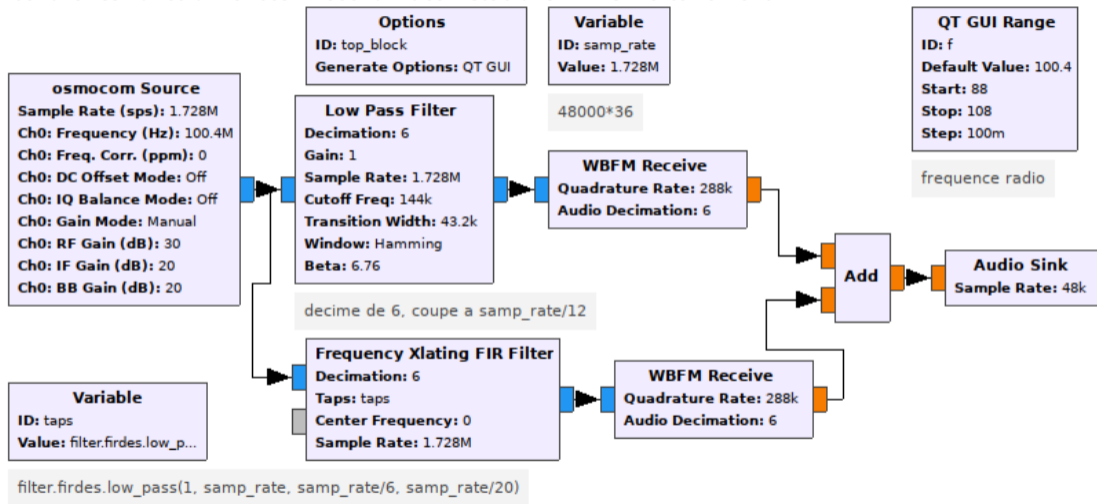 Options
ID: top_block
Generate Options: QT GUI
Variable
ID: samp_rate
Value: 1.728M
48000*36
QT GUI Range
ID: f
Default Value: 100.4
Start: 88
Stop: 108
Step: 100m
frequence radio
osmocom Source
Sample Rate (sps): 1.728M
Ch0: Frequency (Hz): 100.4M
Ch0: Freq. Corr. (ppm): 0
Ch0: DC Offset Mode: Off
Ch0: IQ Balance Mode: Off
Ch0: Gain Mode: Manual
Ch0: RF Gain (dB): 30
Ch0: IF Gain (dB): 20
Ch0: BB Gain (dB): 20
Low Pass Filter
Decimation: 6
Gain: 1
Sample Rate: 1.728M
Cutoff Freq: 144k
Transition Width: 43.2k
Window: Hamming
Beta: 6.76
decime de 6, coupe a samp_rate/12
WBFM Receive
Quadrature Rate: 288k
Audio Decimation: 6
Add
Audio Sink
Sample Rate: 48k
Frequency Xlating FIR Filter
Decimation: 6
Taps: taps
Center Frequency: 0
Sample Rate: 1.728M
WBFM Receive
Quadrature Rate: 288k
Audio Decimation: 6
Variable
ID: taps
Value: filter.firdes.low_p...
filter.firdes.low_pass(1, samp_rate, samp_rate/6, samp_rate/20)